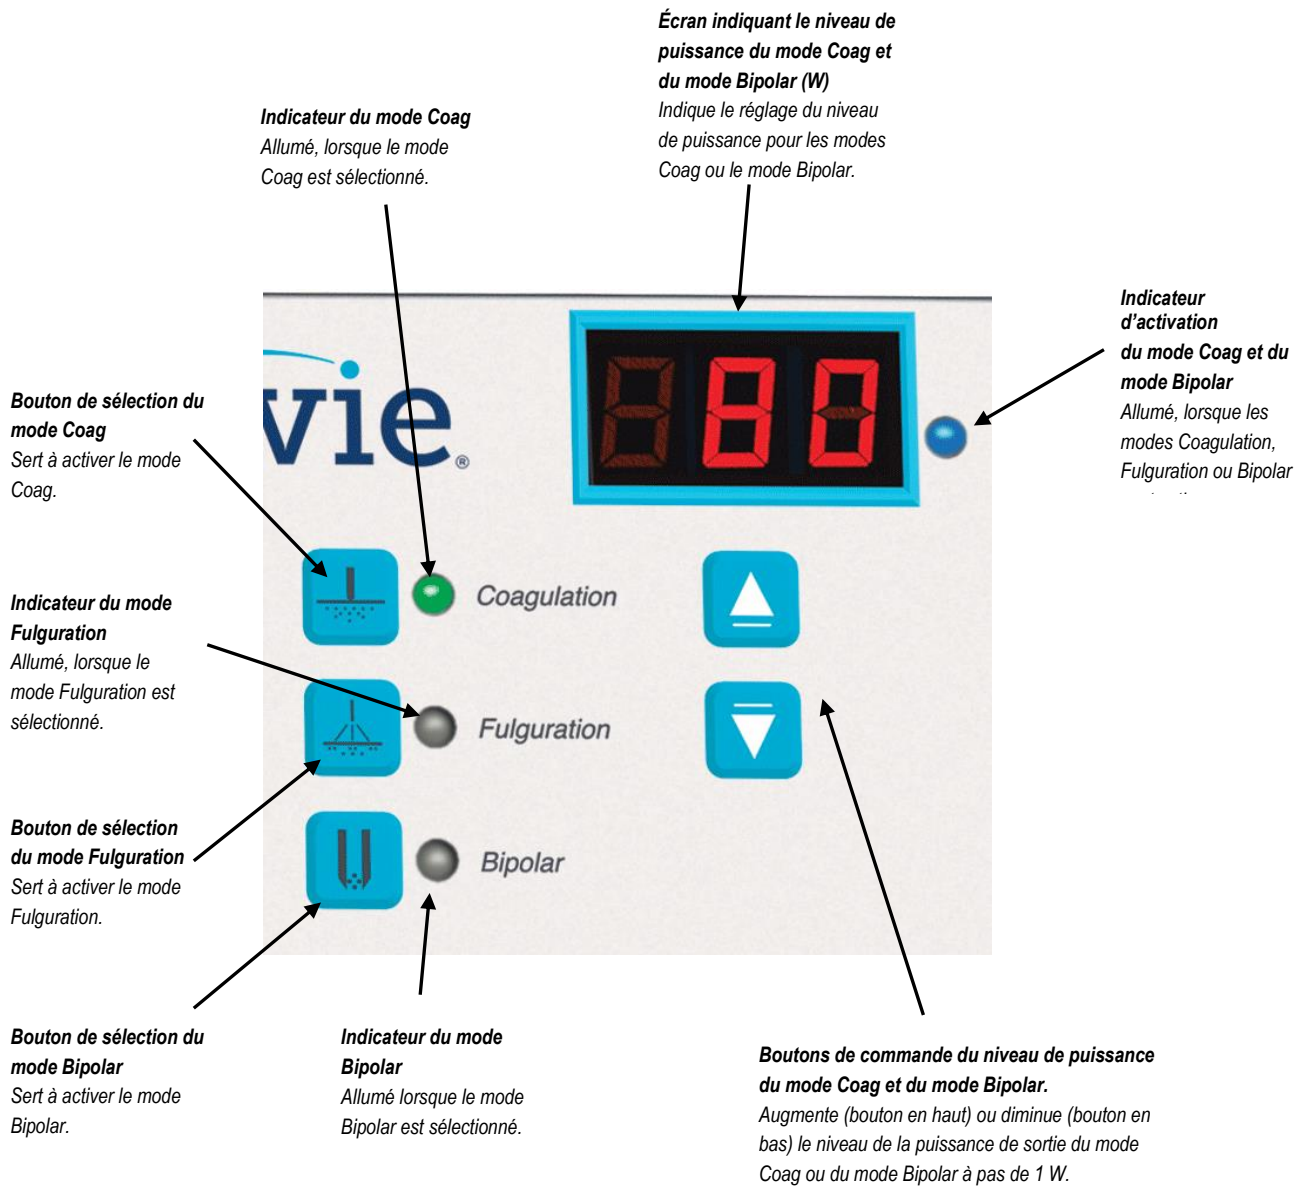 Écran indiquant le niveau de
puissance du mode Coag et
du mode Bipolar (W)
Indique le réglage du niveau
de puissance pour les modes
Coag ou le mode Bipolar.
Indicateur du mode Coag
Allumé, lorsque le mode
Coag est sélectionné.
Indicateur
d’activation
du mode Coag et du
mode Bipolar
Allumé, lorsque les
modes Coagulation,
Fulguration ou Bipolar
Bouton de sélection du
mode Coag
Sert à activer le mode
Coag.
vie®
80
Indicateur du mode
Fulguration
Allumé, lorsque le
mode Fulguration est
sélectionné.
Coagulation
Fulguration
Bipolar
Bouton de sélection
du mode Fulguration
Sert à activer le mode
Fulguration.
Bouton de sélection du
mode Bipolar
Sert à activer le mode
Bipolar.
Indicateur du mode
Bipolar
Allumé lorsque le mode
Bipolar est sélectionné.
Boutons de commande du niveau de puissance
du mode Coag et du mode Bipolar.
Augmente (bouton en haut) ou diminue (bouton en
bas) le niveau de la puissance de sortie du mode
Coag ou du mode Bipolar à pas de 1 W.